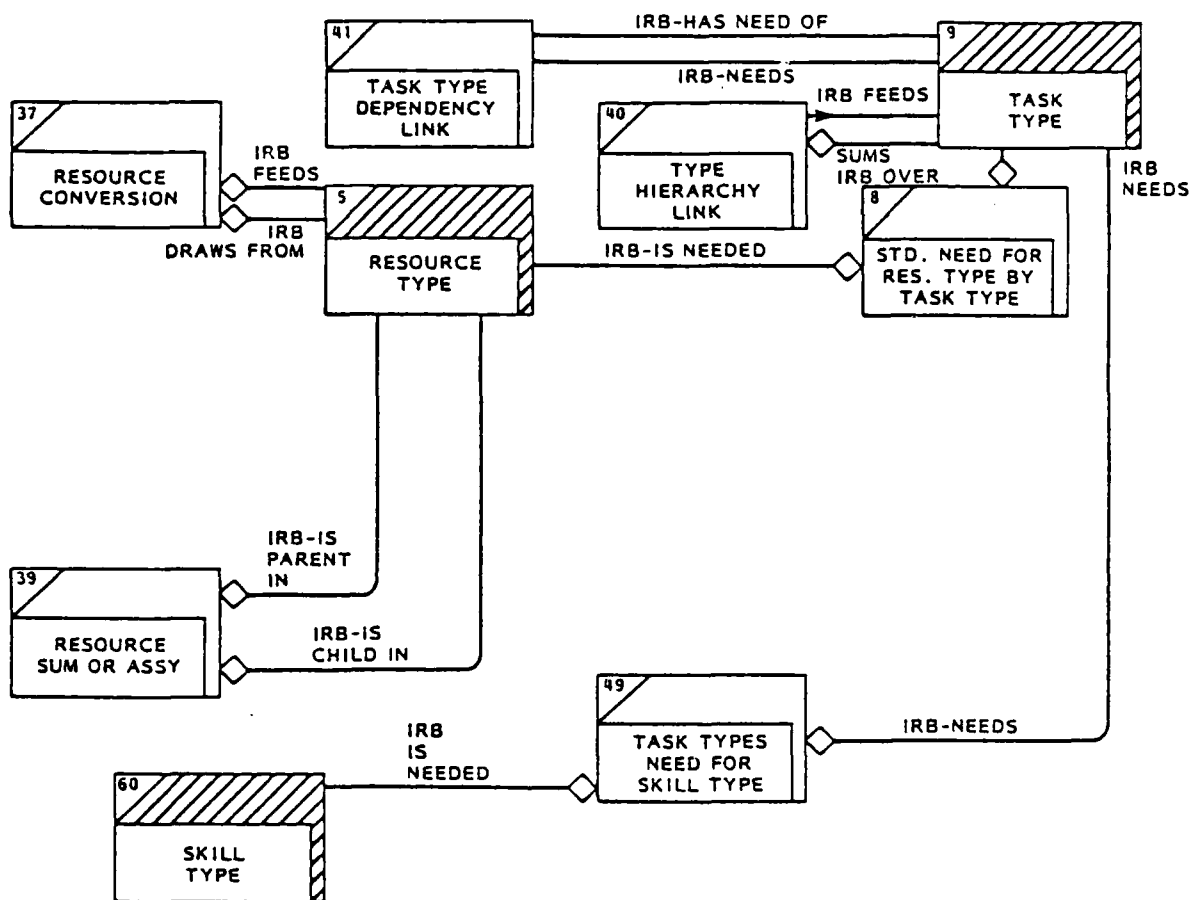 41
TASK TYPE
DEPENDENCY
LINK
IRB-HAS NEED OF
IRB-NEEDS
9
TASK
TYPE
37
RESOURCE
CONVERSION
IRB
FEEDS
IRB
DRAWS FROM
40
TYPE
HIERARCHY
LINK
IRB FEEDS
SUMS
IRB OVER
IRB
NEEDS
5
RESOURCE
TYPE
IRB-IS NEEDED
8
STD. NEED FOR
RES. TYPE BY
TASK TYPE
39
RESOURCE
SUM OR ASSY
IRB-IS
PARENT
IN
IRB-IS
CHILD IN
49
TASK TYPES
NEED FOR
SKILL TYPE
IRB-NEEDS
IRB
IS
NEEDED
60
SKILL
TYPE